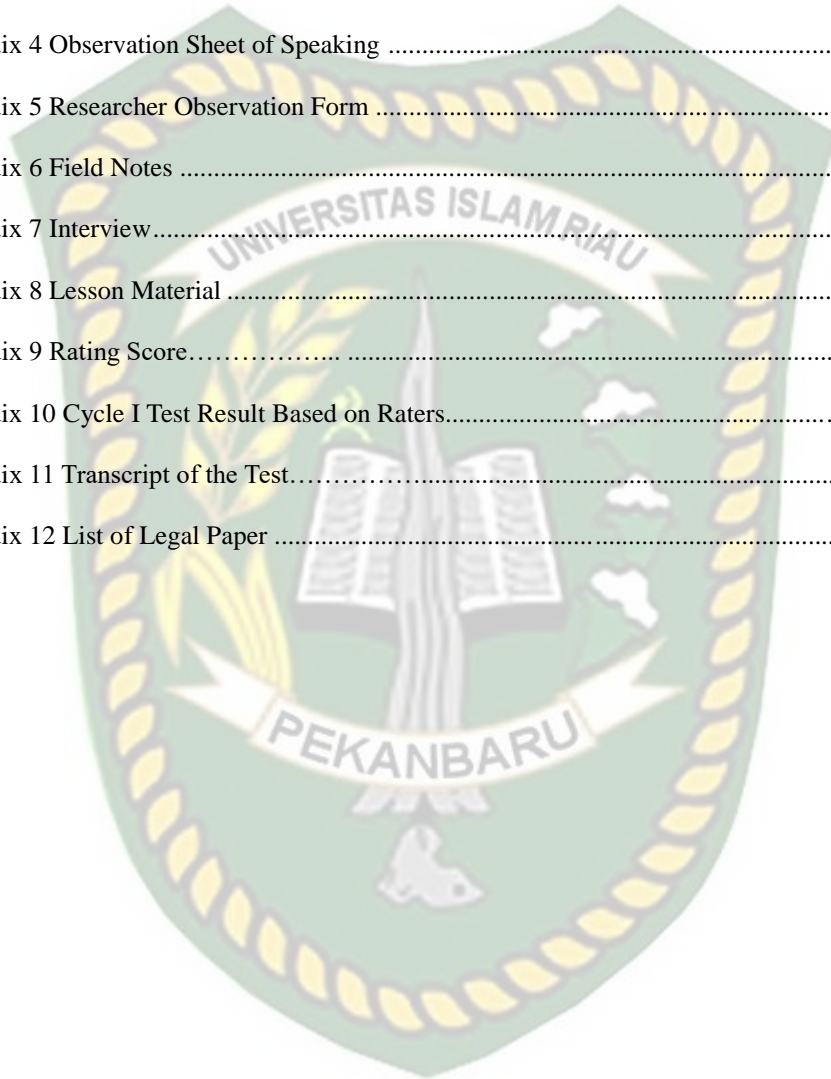 ix 4 Observation Sheet of Speaking ..........................................................................
ix 5 Researcher Observation Form ............................................................................
ix 6 Field Notes ...........................................................................................................
UNIVERSITAS ISLAM RIAU
ix 7 Interview................................................................................................................
ix 8 Lesson Material ....................................................................................................
ix 9 Rating Score……………... ................................................................................
ix 10 Cycle I Test Result Based on Raters.................................................................
ix 11 Transcript of the Test…………….....................................................................
ix 12 List of Legal Paper ............................................................................................
PEKANBARU